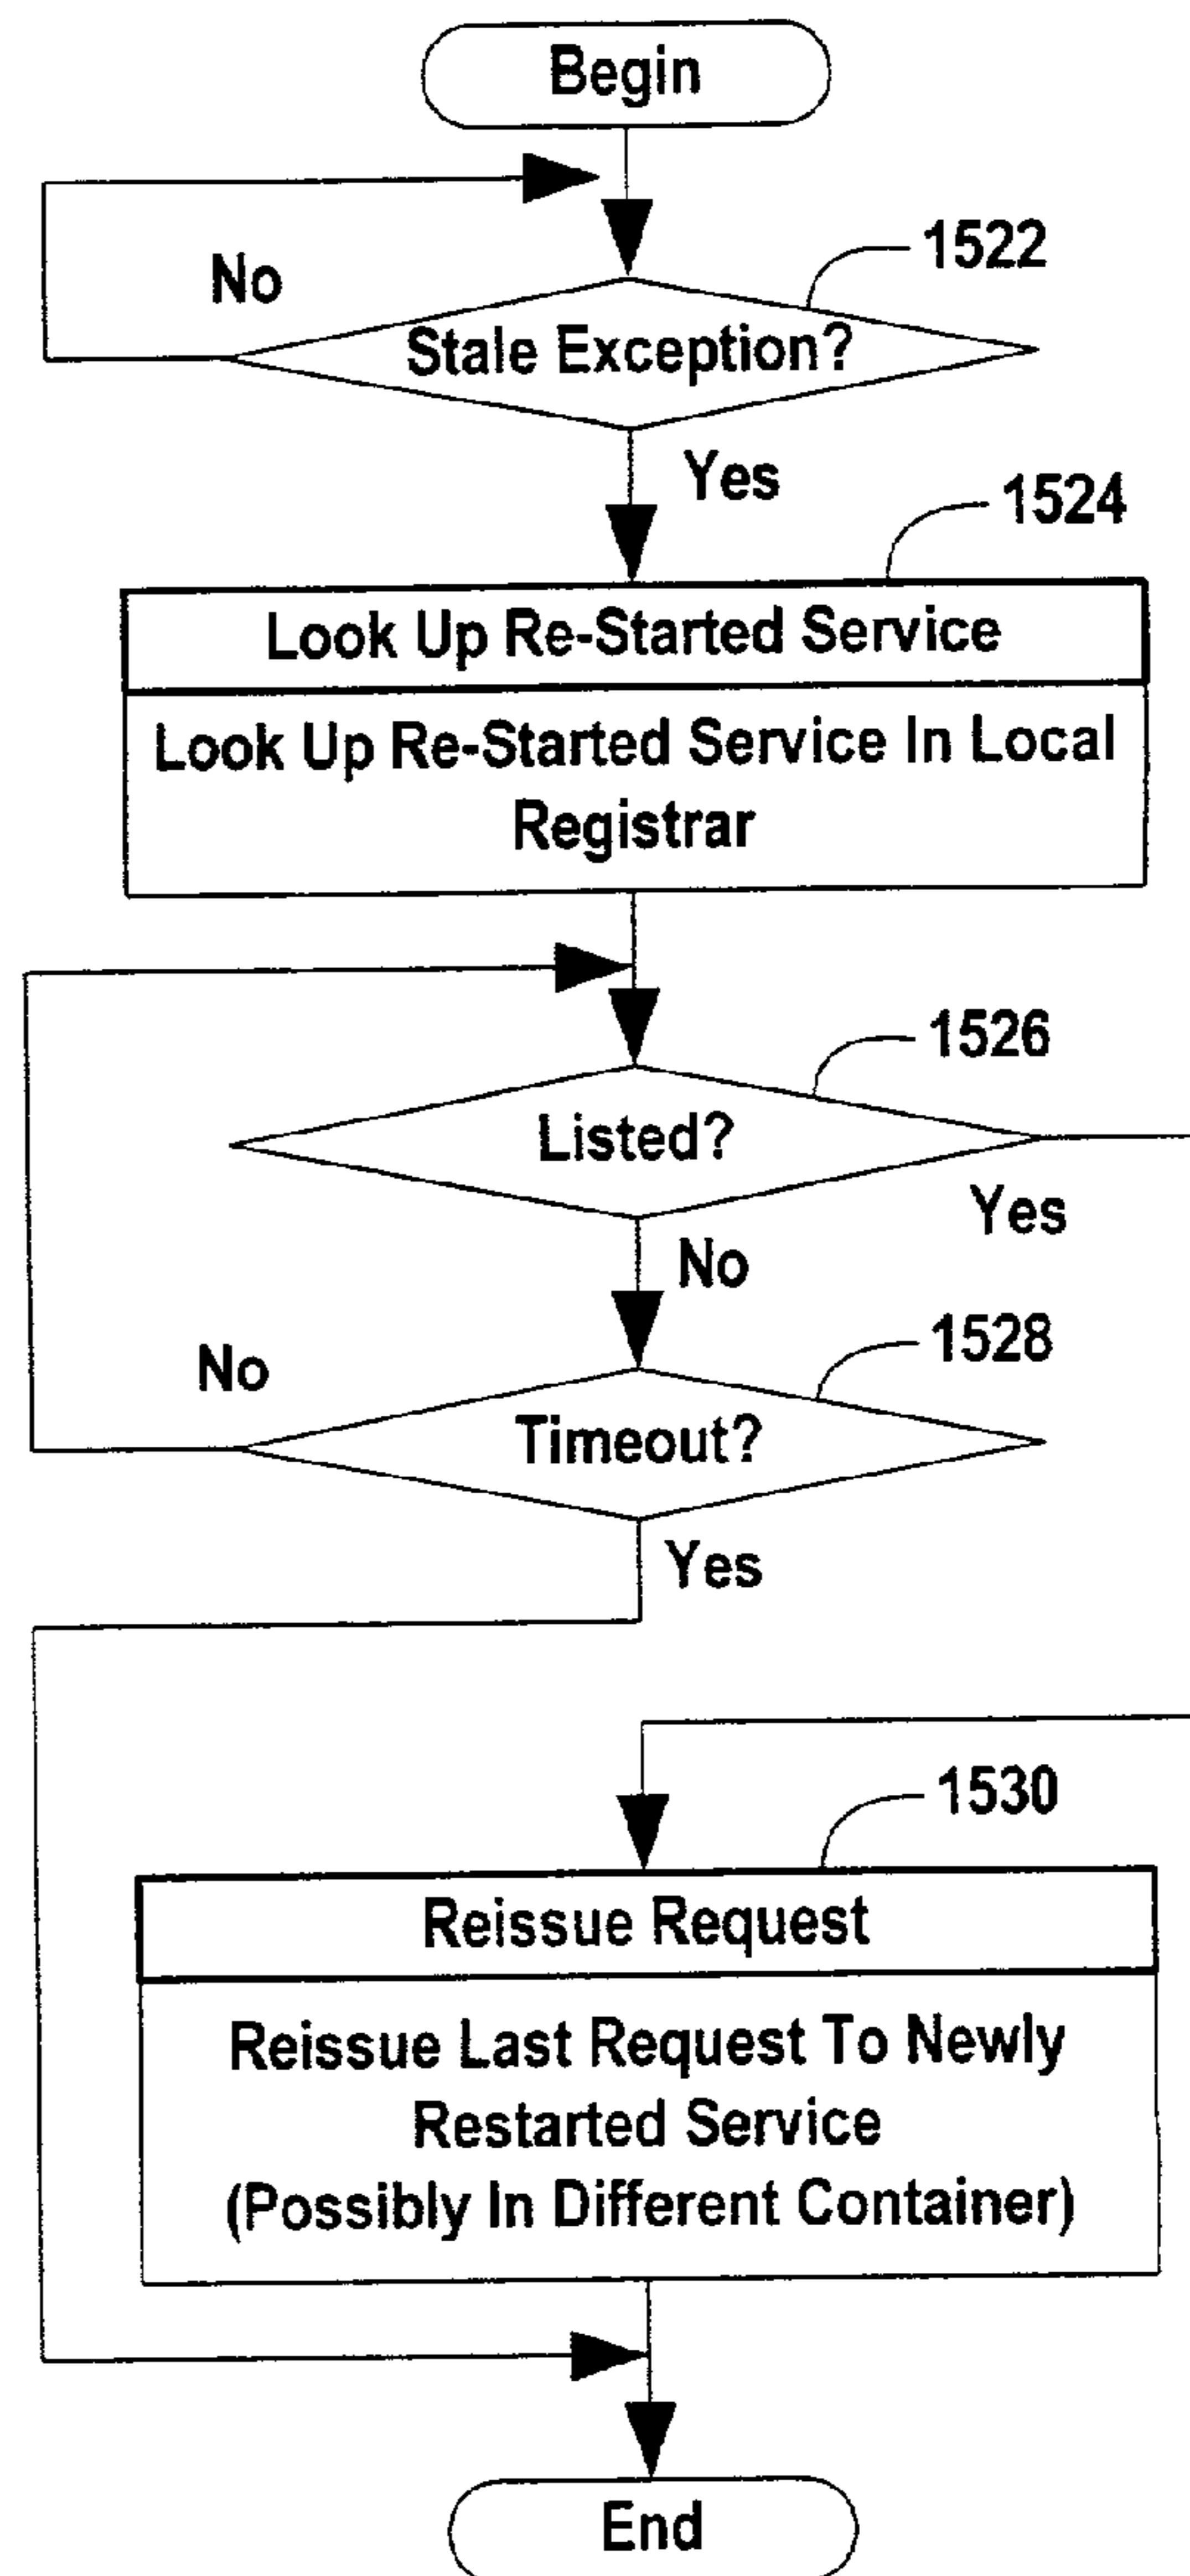 Begin
1522
No
Stale Exception?
Yes
1524
Look Up Re-Started Service
Look Up Re-Started Service In Local
Registrar
1526
Listed?
Yes
No
1528
No
Timeout?
Yes
1530
Reissue Request
Reissue Last Request To Newly
Restarted Service
(Possibly In Different Container)
End